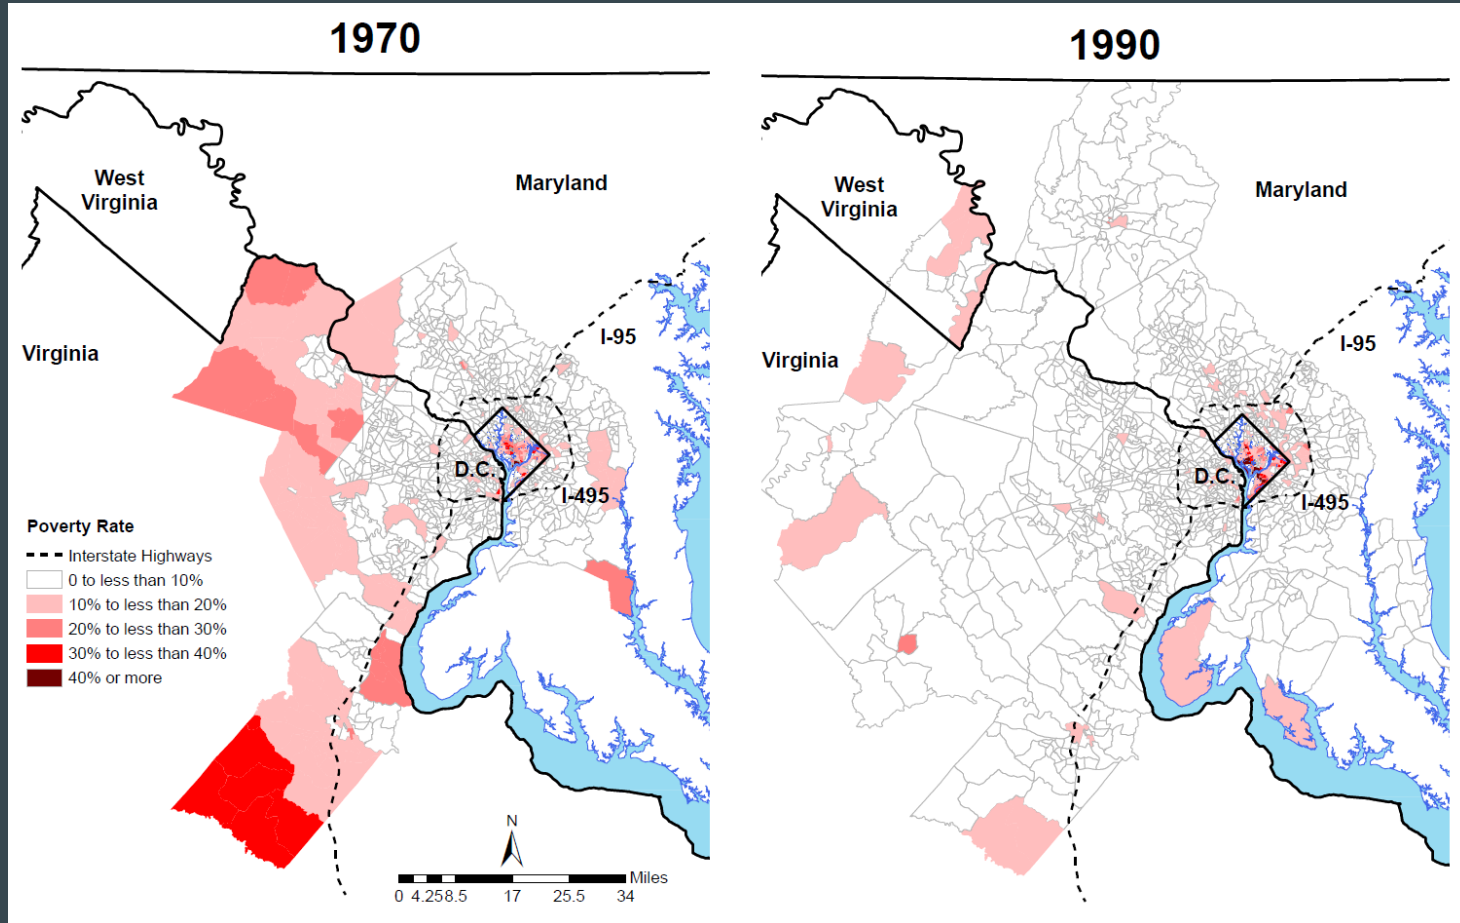 1970
West
Virginia
Maryland
I-95
Virginia
D.C.
I-495
Poverty Rate
Interstate Highways
0 to less than 10%
10% to less than 20%
20% to less than 30%
30% to less than 40%
40% or more
N
Miles
0 4.25 8.5 17 25.5 34
1990
West
Virginia
Maryland
I-95
Virginia
D.C.
I-495